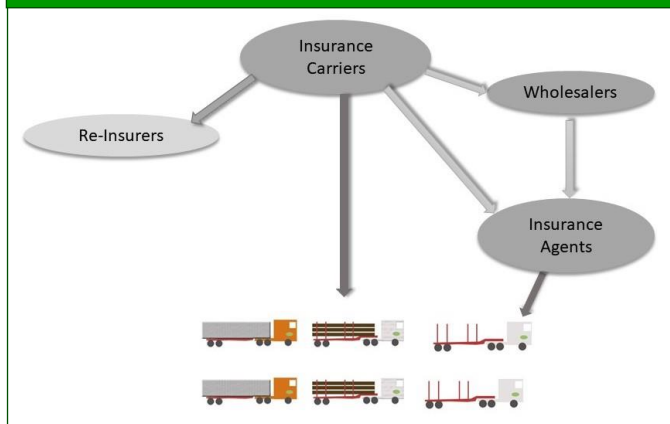 Insurance
Carriers
Wholesalers
Re-Insurers
Insurance
Agents